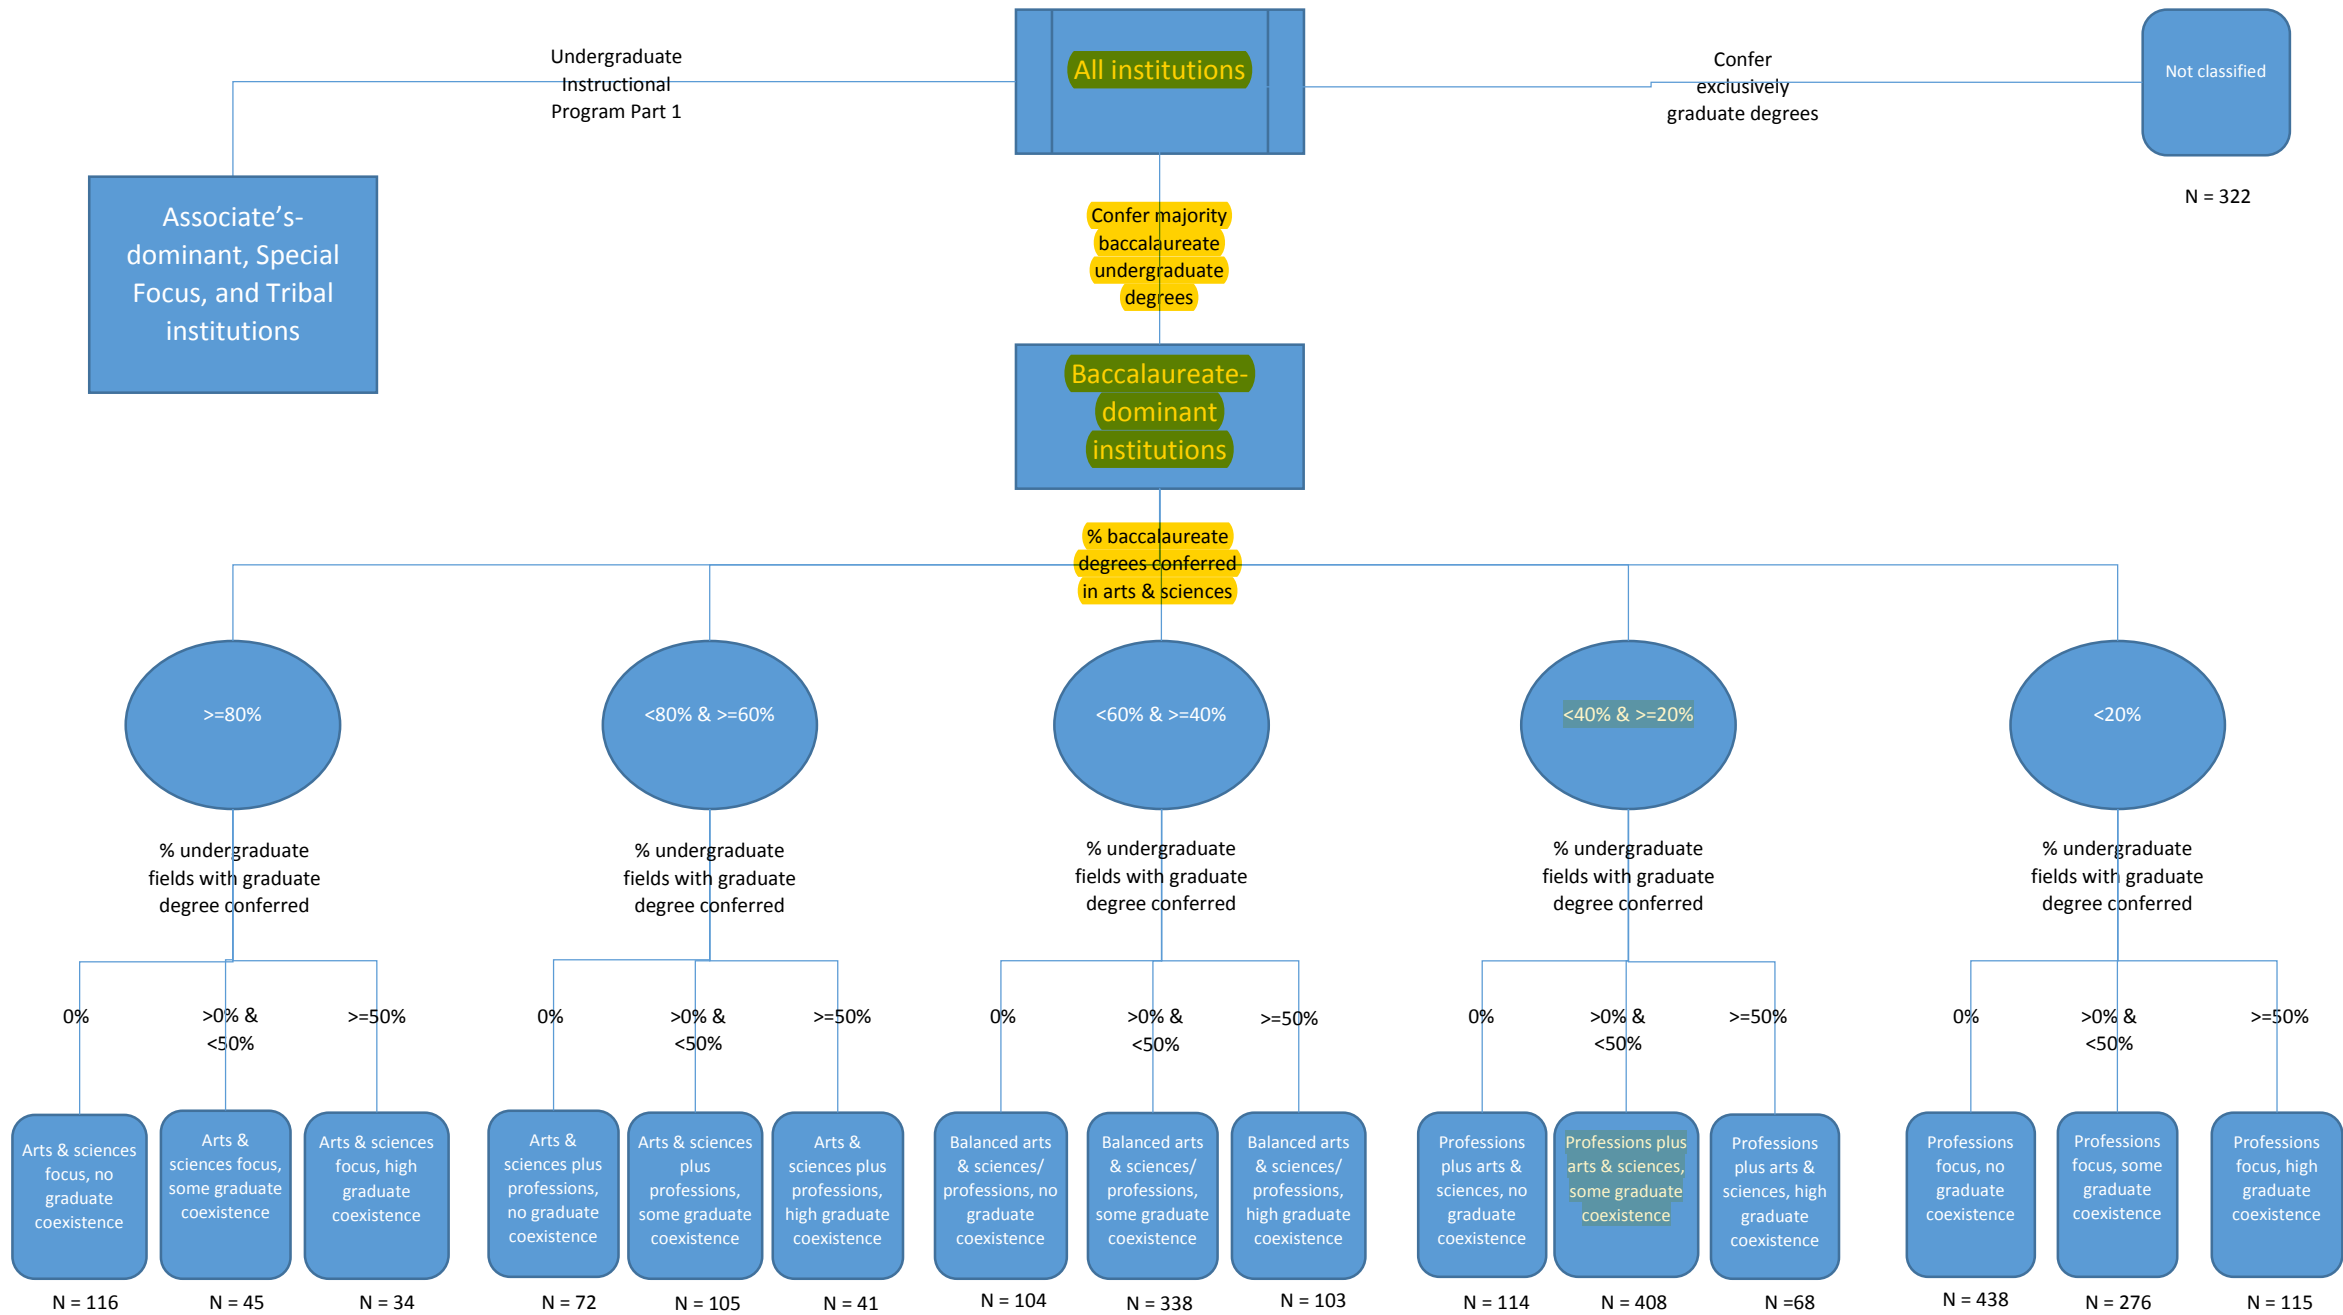 Undergraduate
Instructional
Program Part 1
All institutions
Confer
exclusively
graduate degrees
Not classified
N = 322
Associate’s-
dominant, Special
Focus, and Tribal
institutions
Confer majority
baccalaureate
undergraduate
degrees
Baccalaureate-
dominant
institutions
% baccalaureate
degrees conferred
in arts & sciences
>=80%
<80% & >=60%
<60% & >=40%
<40% & >=20%
<20%
% undergraduate
fields with graduate
degree conferred
% undergraduate
fields with graduate
degree conferred
% undergraduate
fields with graduate
degree conferred
% undergraduate
fields with graduate
degree conferred
% undergraduate
fields with graduate
degree conferred
0%
>0% &
<50%
>=50%
0%
>0% &
<50%
>=50%
0%
>0% &
<50%
>=50%
0%
>0% &
<50%
>=50%
0%
>0% &
<50%
>=50%
Arts & sciences
focus, no
graduate
coexistence
Arts &
sciences focus,
some graduate
coexistence
Arts & sciences
focus, high
graduate
coexistence
Arts &
sciences plus
professions,
no graduate
coexistence
Arts & sciences
plus
professions,
some graduate
coexistence
Arts &
sciences plus
professions,
high graduate
coexistence
Balanced arts
& sciences/
professions, no
graduate
coexistence
Balanced arts
& sciences/
professions,
some graduate
coexistence
Balanced arts
& sciences/
professions,
high graduate
coexistence
Professions
plus arts &
sciences, no
graduate
coexistence
Professions plus
arts & sciences,
some graduate
coexistence
Professions
plus arts &
sciences, high
graduate
coexistence
Professions
focus, no
graduate
coexistence
Professions
focus, some
graduate
coexistence
Professions
focus, high
graduate
coexistence
N = 116
N = 45
N = 34
N = 72
N = 105
N = 41
N = 104
N = 338
N = 103
N = 114
N = 408
N =68
N = 438
N = 276
N = 115